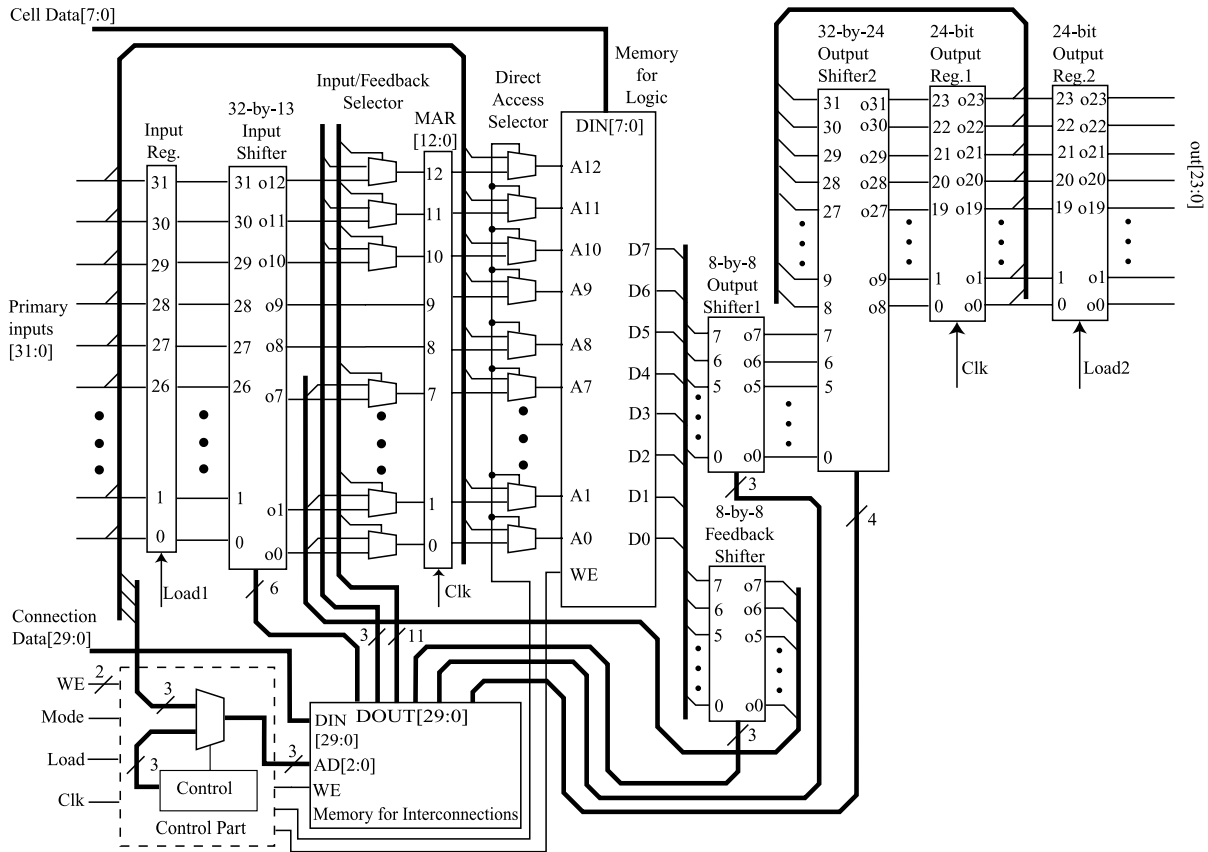 Cell Data[7:0]
Input
Reg.
32-by-13
Input
Shifter
Input/Feedback
Selector
MAR
[12:0]
Direct
Access
Selector
Memory
for
Logic
32-by-24
Output
Shifter2
24-bit
Output
Reg.1
24-bit
Output
Reg.2
Primary
inputs
[31:0]
31
30
29
28
27
26
1
0
Load1
31 o12
30 o11
29 o10
28 o9
27 o8
26
o7
1
o1
0
o0
6
12
11
10
9
8
7
1
0
Clk
DIN[7:0]
A12
A11
A10
A9
A8
A7
A1
A0
WE
D7
D6
D5
D4
D3
D2
D1
D0
8-by-8
Output
Shifter1
7 o7
6 o6
5 o5
0 o0
3
8-by-8
Feedback
Shifter
7 o7
6 o6
5 o5
0 o0
3
31 o31
30 o30
29 o29
28 o28
27 o27
9 o9
8 o8
7
6
5
0
4
23 o23
22 o22
21 o21
20 o20
19 o19
1 o1
0 o0
Clk
23 o23
22 o22
21 o21
20 o20
19 o19
1 o1
0 o0
Load2
out[23:0]
Connection
Data[29:0]
3
11
WE
2
Mode
Load
Clk
3
3
Control
Control Part
3
DIN
[29:0]
DOUT[29:0]
AD[2:0]
WE
Memory for Interconnections